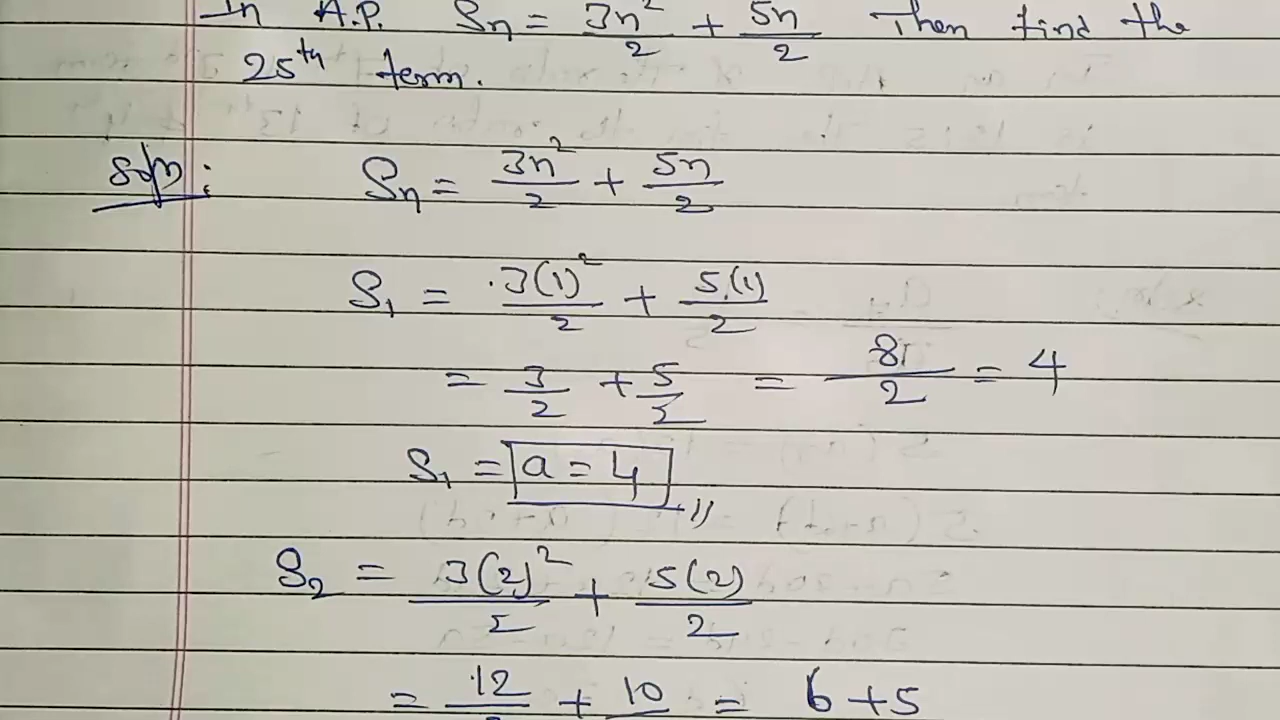 In A.P. Sn = 3n²/2 + 5n/2 Then find the
25th term.
Soln: Sn = 3n²/2 + 5n/2
S₁ = 3(1)²/2 + 5(1)/2
= 3/2 + 5/2 = 8/2 = 4
S₁ = a = 4
S₂ = 3(2)²/2 + 5(2)/2
= 12/2 + 10 = 6 + 5